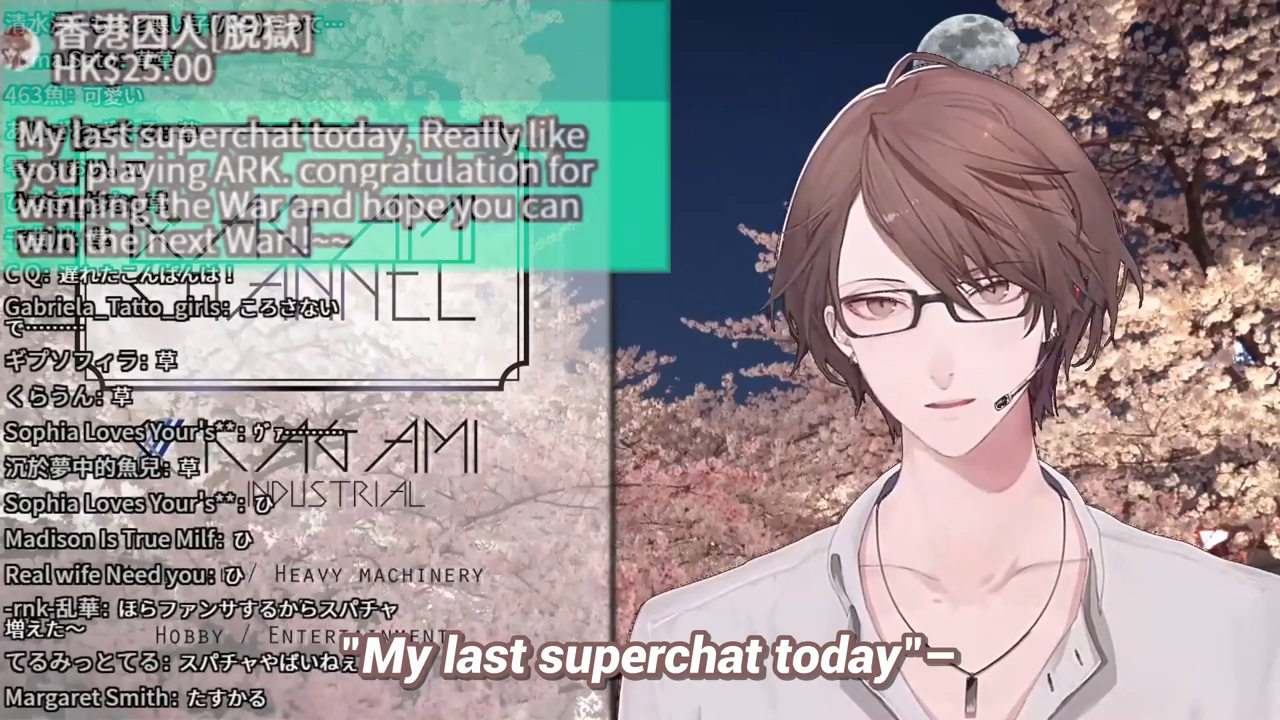 香港囚人[脱獄]
HK$25.00
463魚: 可愛い
My last superchat today, Really like
you playing ARK. congratulation for
winning the War and hope you can
win the next War!!~~
C Q: 遅れたこんばんは！
Gabriela_Tatto_girls: ころさない
で………
ギプソフィラ: 草
くらうん: 草
Sophia Loves Your's**: ヴァ………
沉於夢中的魚兒: 草
Sophia Loves Your's**: ひ
Madison Is True Milf: ひ
Real wife Need you: ひ
-rnk-乱華: ほらファンサするからスパチャ
増えた〜
てるみっとてる: スパチャやばいねぇ
Margaret Smith: たすかる
KAGAMI
INDUSTRIAL
/ HEAVY MACHINERY
HOBBY / ENTERTAINMENT
"My last superchat today"–